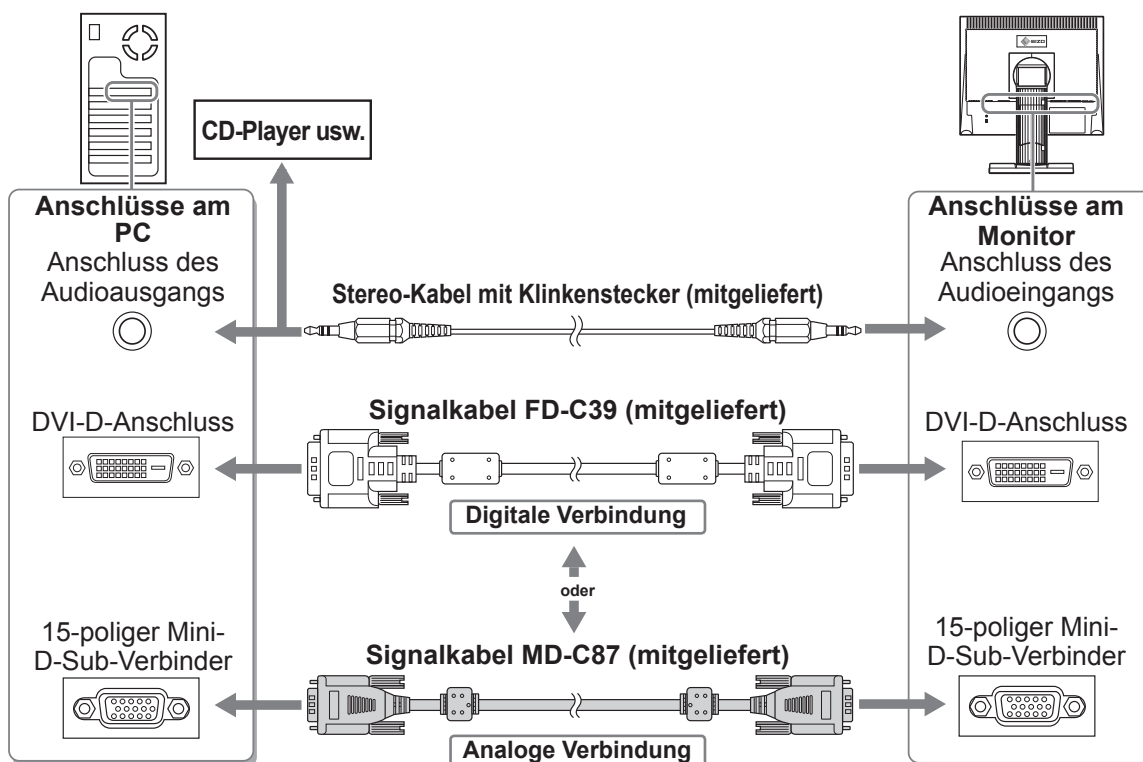 EIZO
CD-Player usw.
Anschlüsse am
PC
Anschluss des
Audioausgangs
Anschlüsse am
Monitor
Anschluss des
Audioeingangs
Stereo-Kabel mit Klinkenstecker (mitgeliefert)
DVI-D-Anschluss
Signalkabel FD-C39 (mitgeliefert)
DVI-D-Anschluss
Digitale Verbindung
oder
15-poliger Mini-
D-Sub-Verbinder
Signalkabel MD-C87 (mitgeliefert)
15-poliger Mini-
D-Sub-Verbinder
Analoge Verbindung